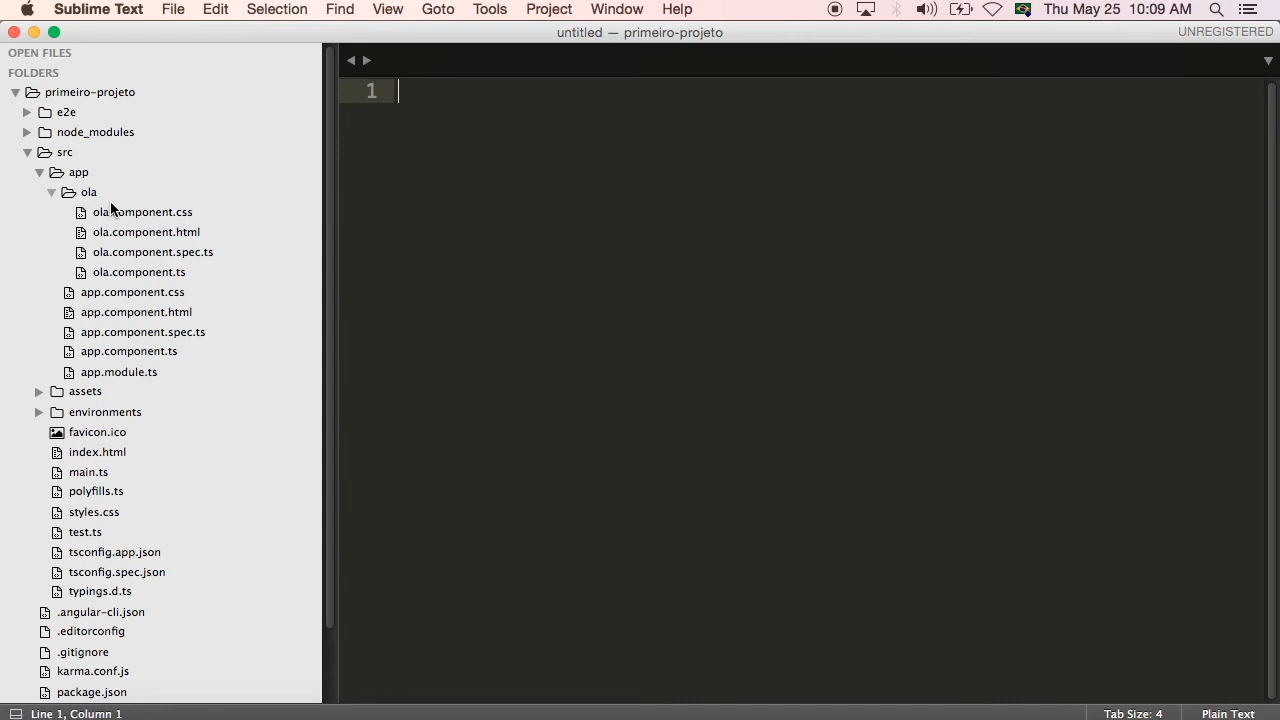 Sublime Text File Edit Selection Find View Goto Tools Project Window Help Thu May 25 10:09 AM
untitled — primeiro-projeto UNREGISTERED
OPEN FILES
FOLDERS
primeiro-projeto
1
e2e
node_modules
src
app
ola
ola.component.css
ola.component.html
ola.component.spec.ts
ola.component.ts
app.component.css
app.component.html
app.component.spec.ts
app.component.ts
app.module.ts
assets
environments
favicon.ico
index.html
main.ts
polyfills.ts
styles.css
test.ts
tsconfig.app.json
tsconfig.spec.json
typings.d.ts
.angular-cli.json
.editorconfig
.gitignore
karma.conf.js
package.json
Line 1, Column 1 Tab Size: 4 Plain Text